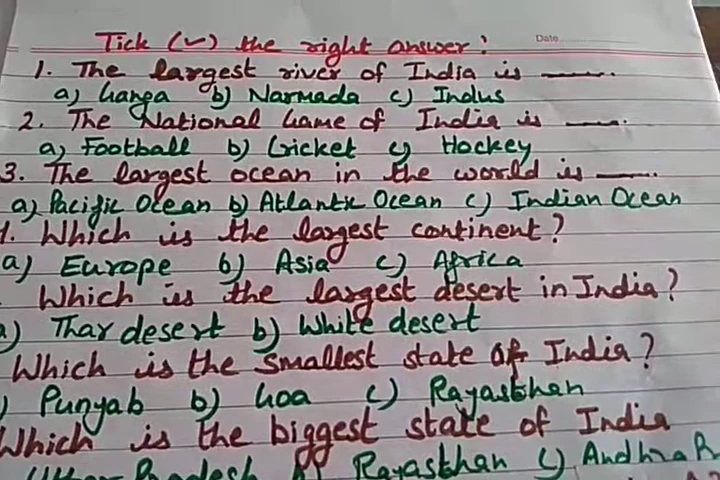 Date
Tick (✓) the right answer:
1. The largest river of India is ——.
a) Ganga b) Narmada c) Indus
2. The National Game of India is ——.
a) Football b) Cricket c) Hockey
3. The largest ocean in the world is ——.
a) Pacific Ocean b) Atlantic Ocean c) Indian Ocean
Which is the largest continent?
a) Europe b) Asia c) Africa
Which is the largest desert in India?
) Thar desert b) White desert
Which is the smallest state of India?
) Punjab b) Goa c) Rajasthan
Which is the biggest state of India
Pradesh Rajasthan c) Andhra